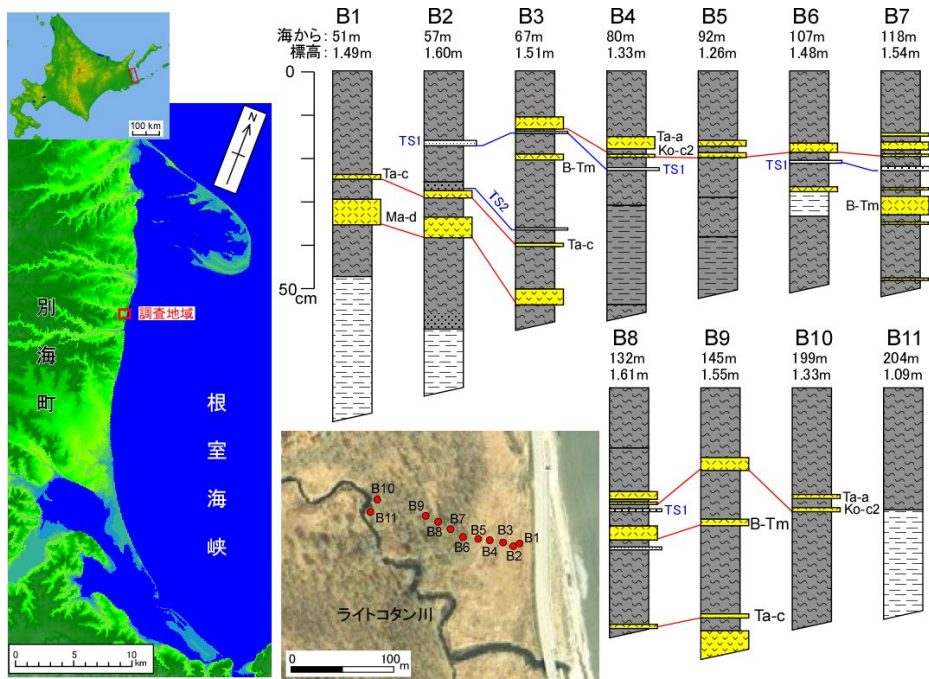 B1 B2 B3 B4 B5 B6 B7
海から: 51m 57m 67m 80m 92m 107m 118m
標高: 1.49m 1.60m 1.51m 1.33m 1.26m 1.48m 1.54m
0
50
cm
TS1
Ta-c
Ma-d
TS2
B-Tm
Ta-c
Ta-a
Ko-c2
TS1
TS1
B-Tm
B8 B9 B10 B11
132m 145m 199m 204m
1.61m 1.55m 1.33m 1.09m
TS1
B-Tm
Ta-c
Ta-a
Ko-c2
100 km
N
別海町
調査地域
根室海峡
0 5 10
km
B10
B11
B9
B7
B8
B6
B5
B4
B3
B2
B1
ライトコタン川
0 100 m